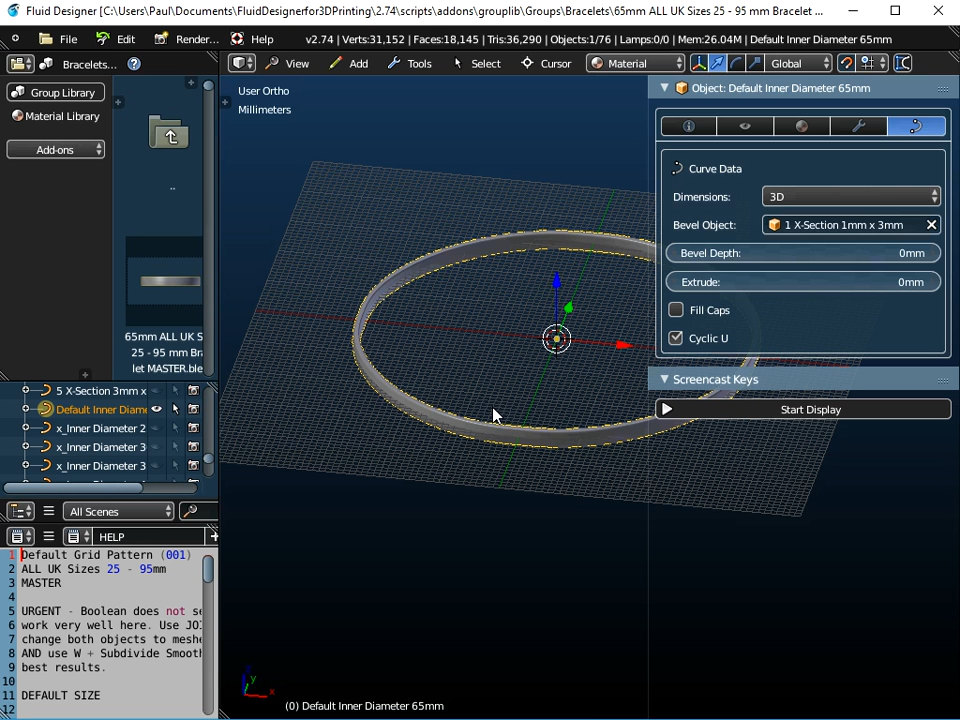 Fluid Designer [C:\Users\Paul\Documents\FluidDesignerfor3DPrinting\2.74\scripts\addons\grouplib\Groups\Bracelets\65mm ALL UK Sizes 25 - 95 mm Bracelet ...
File Edit Render... Help v2.74 | Verts:31,152 | Faces:18,145 | Tris:36,290 | Objects:1/76 | Lamps:0/0 | Mem:26.04M | Default Inner Diameter 65mm
Bracelets... View Add Tools Select Cursor Material Global
Group Library
Material Library
Add-ons
..
65mm ALL UK S
25 - 95 mm Br
let MASTER.ble
User Ortho
Millimeters
Object: Default Inner Diameter 65mm
Curve Data
Dimensions: 3D
Bevel Object: 1 X-Section 1mm x 3mm
Bevel Depth: 0mm
Extrude: 0mm
Fill Caps
Cyclic U
Screencast Keys
Start Display
5 X-Section 3mm x
Default Inner Diame
x_Inner Diameter 2
x_Inner Diameter 3
x_Inner Diameter 3
All Scenes
HELP
1 Default Grid Pattern (001)
2 ALL UK Sizes 25 - 95mm
3 MASTER
4
5 URGENT - Boolean does not se
6 work very well here. Use JO
7 change both objects to meshe
8 AND use W + Subdivide Smoot
9 best results.
10
11 DEFAULT SIZE
12
y
x
(0) Default Inner Diameter 65mm